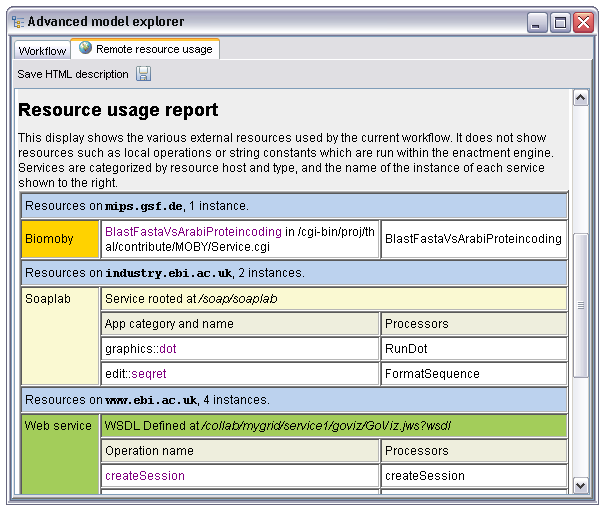 Advanced model explorer
Workflow
Remote resource usage
Save HTML description
Resource usage report
This display shows the various external resources used by the current workflow. It does not show
resources such as local operations or string constants which are run within the enactment engine.
Services are categorized by resource host and type, and the name of the instance of each service
shown to the right.
Resources on mips.gsf.de, 1 instance.
Biomoby
BlastFastaVsArabiProteincoding in /cgi-bin/proj/th
al/contribute/MOBY/Service.cgi
BlastFastaVsArabiProteincoding
Resources on industry.ebi.ac.uk, 2 instances.
Soaplab
Service rooted at /soap/soaplab
App category and name
Processors
graphics::dot
RunDot
edit::seqret
FormatSequence
Resources on www.ebi.ac.uk, 4 instances.
Web service
WSDL Defined at /collab/mygrid/service1/goviz/GoViz.jws?wsdl
Operation name
Processors
createSession
createSession